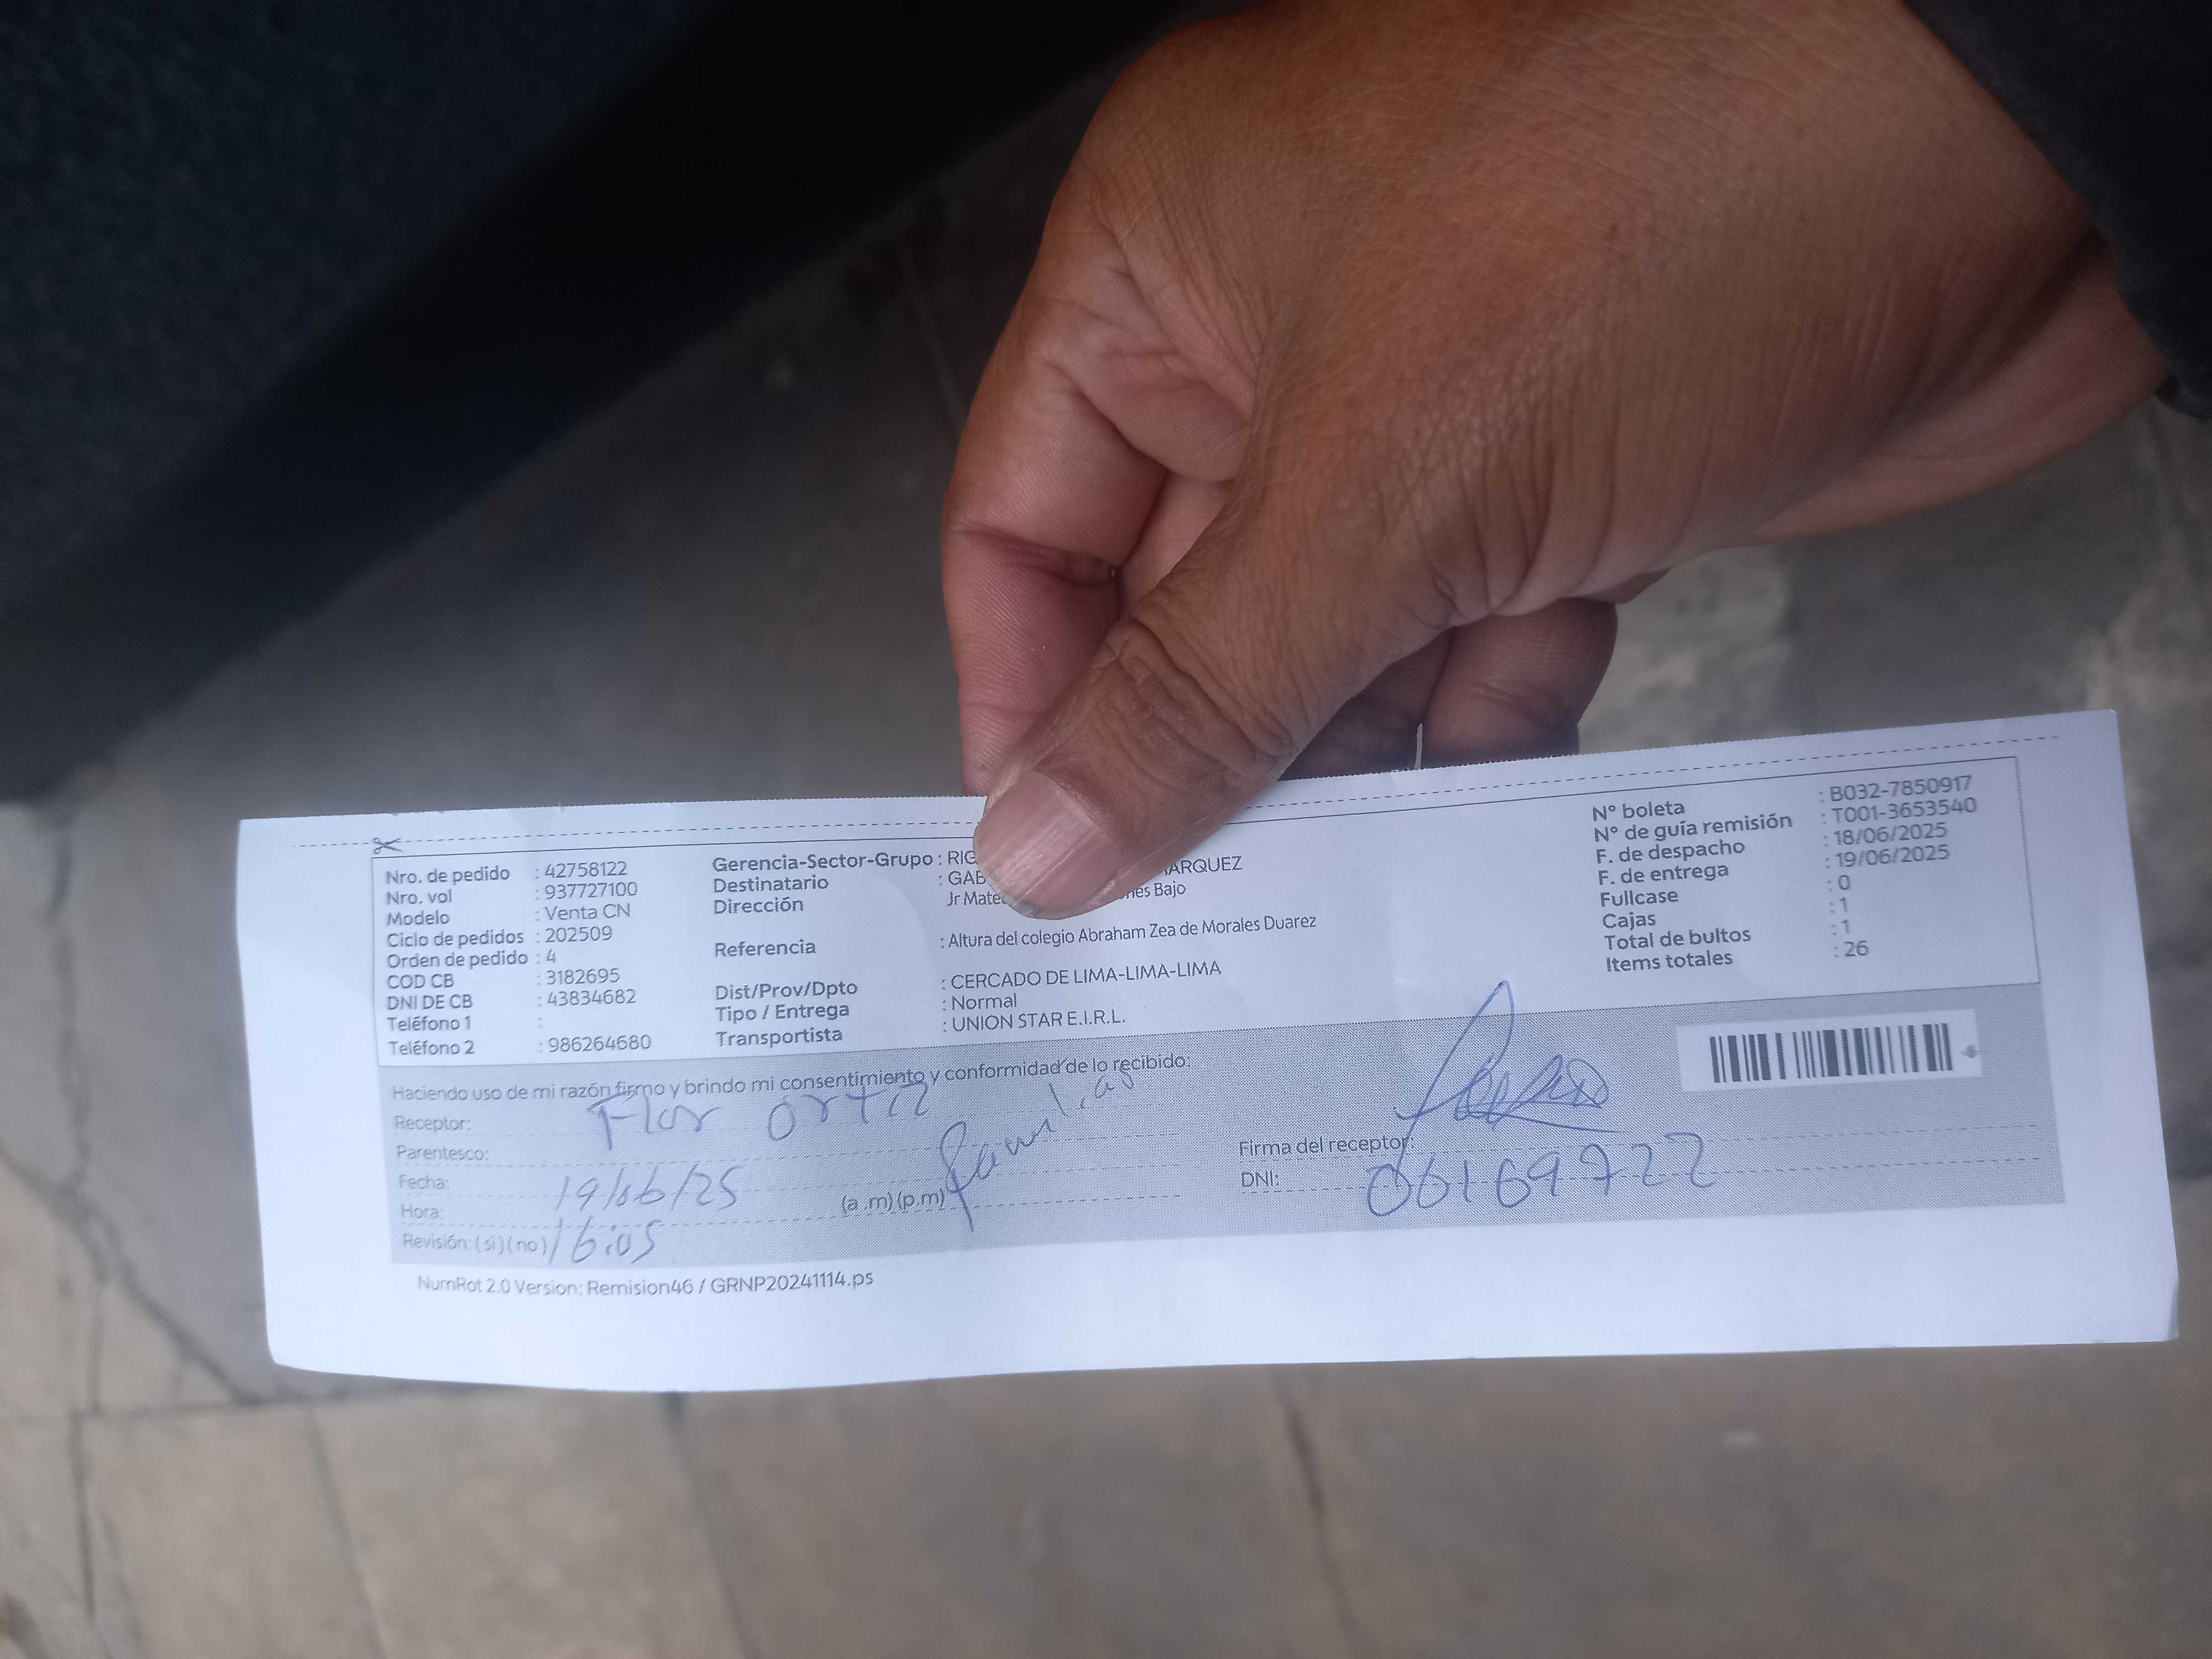 Nro. de pedido : 42758122
Nro. vol : 937727100
Modelo : Venta CN
Ciclo de pedidos : 202509
Orden de pedido : 4
COD CB : 3182695
DNI DE CB : 43834682
Teléfono 1 :
Teléfono 2 : 986264680
Gerencia-Sector-Grupo :
Destinatario : ARQUEZ
Dirección Jr Bajo
Referencia : Altura del colegio Abraham Zea de Morales Duarez
Dist/Prov/Dpto : CERCADO DE LIMA-LIMA-LIMA
Tipo / Entrega : Normal
Transportista : UNION STAR E.I.R.L.
N° boleta : B032-7850917
N° de guía remisión : T001-3653540
F. de despacho : 18/06/2025
F. de entrega : 19/06/2025
Fullcase : 0
Cajas : 1
Total de bultos : 1
Items totales : 26
Haciendo uso de mi razón firmo y brindo mi consentimiento y conformidad de lo recibido:
Receptor: Flor Ortiz
Parentesco:
Fecha: 19/06/25
Hora: (a .m) (p.m)
Revisión: (si) (no) 16:05
Firma del receptor:
DNI: 06169722
NumRot 2.0 Version: Remision46 / GRNP20241114.ps